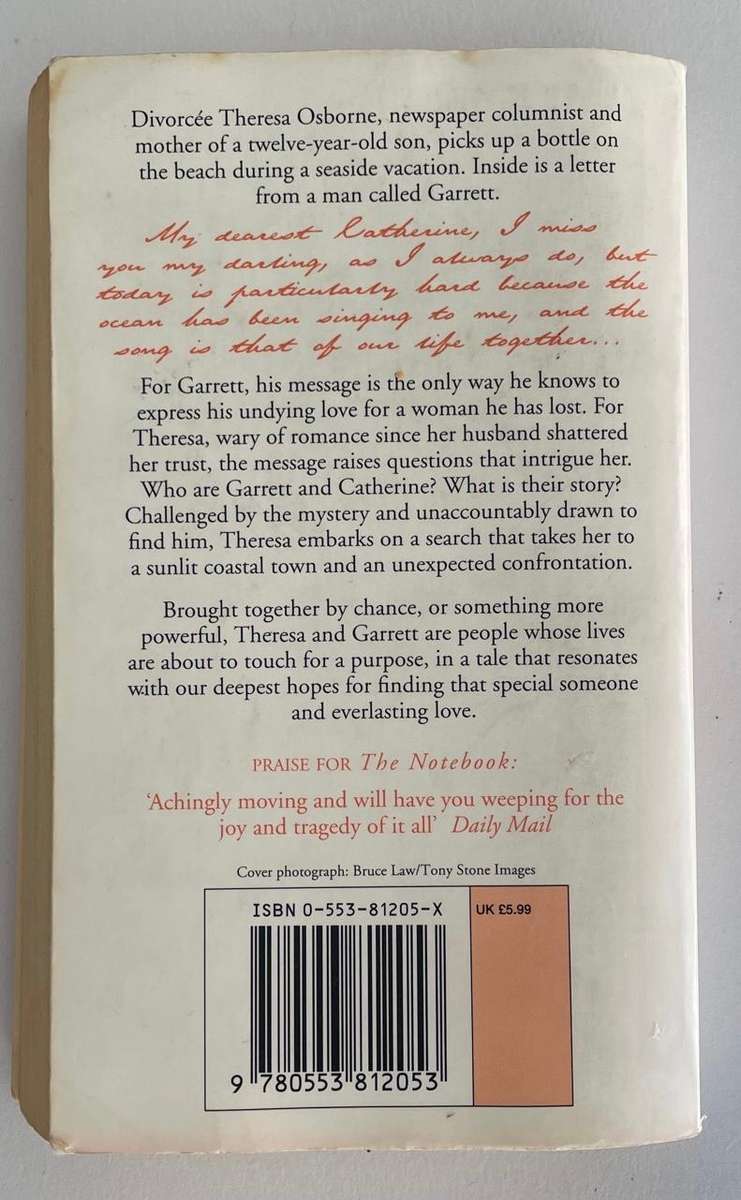 Divorcée Theresa Osborne, newspaper columnist and
mother of a twelve-year-old son, picks up a bottle on
the beach during a seaside vacation. Inside is a letter
from a man called Garrett.
My dearest Catherine, I miss
you my darling, as I always do, but
today is particularly hard because the
ocean has been singing to me, and the
song is that of our life together...
For Garrett, his message is the only way he knows to
express his undying love for a woman he has lost. For
Theresa, wary of romance since her husband shattered
her trust, the message raises questions that intrigue her.
Who are Garrett and Catherine? What is their story?
Challenged by the mystery and unaccountably drawn to
find him, Theresa embarks on a search that takes her to
a sunlit coastal town and an unexpected confrontation.
Brought together by chance, or something more
powerful, Theresa and Garrett are people whose lives
are about to touch for a purpose, in a tale that resonates
with our deepest hopes for finding that special someone
and everlasting love.
PRAISE FOR The Notebook:
'Achingly moving and will have you weeping for the
joy and tragedy of it all' Daily Mail
Cover photograph: Bruce Law/Tony Stone Images
ISBN 0-553-81205-X
UK £5.99
9 780553 812053